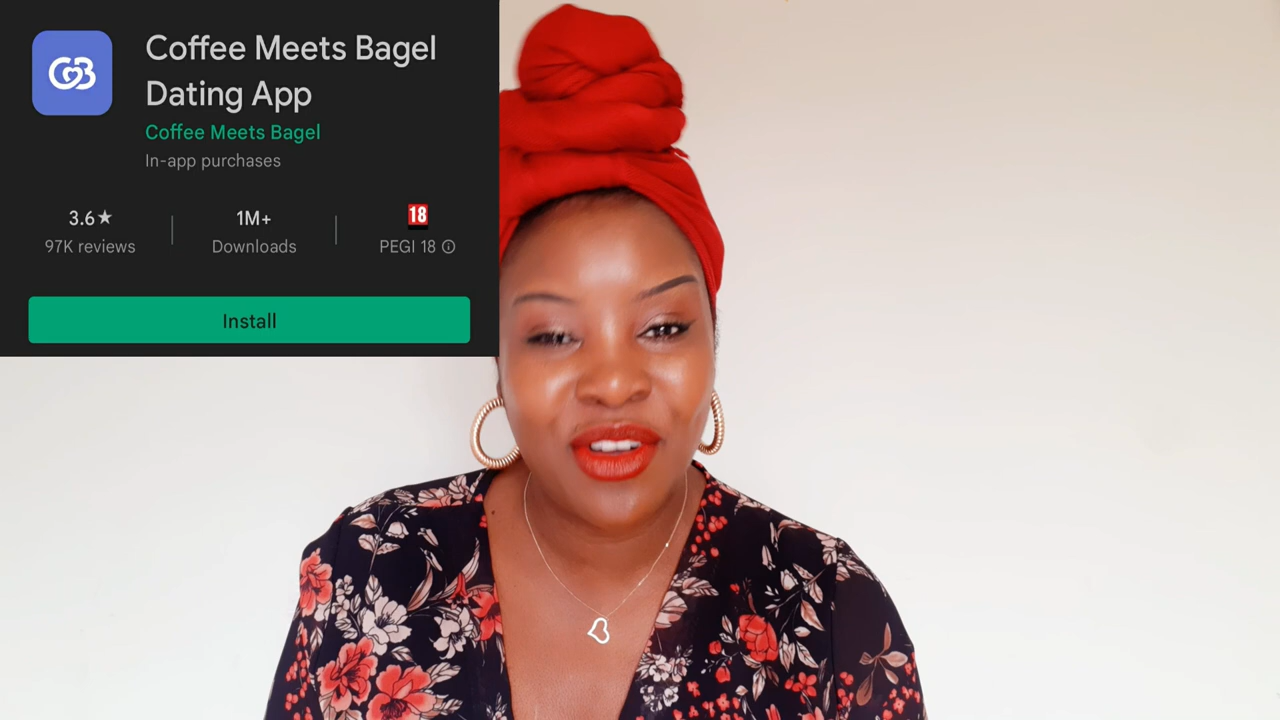 CMB
Coffee Meets Bagel
Dating App
Coffee Meets Bagel
In-app purchases
3.6★
1M+
18
97K reviews
Downloads
PEGI 18
Install